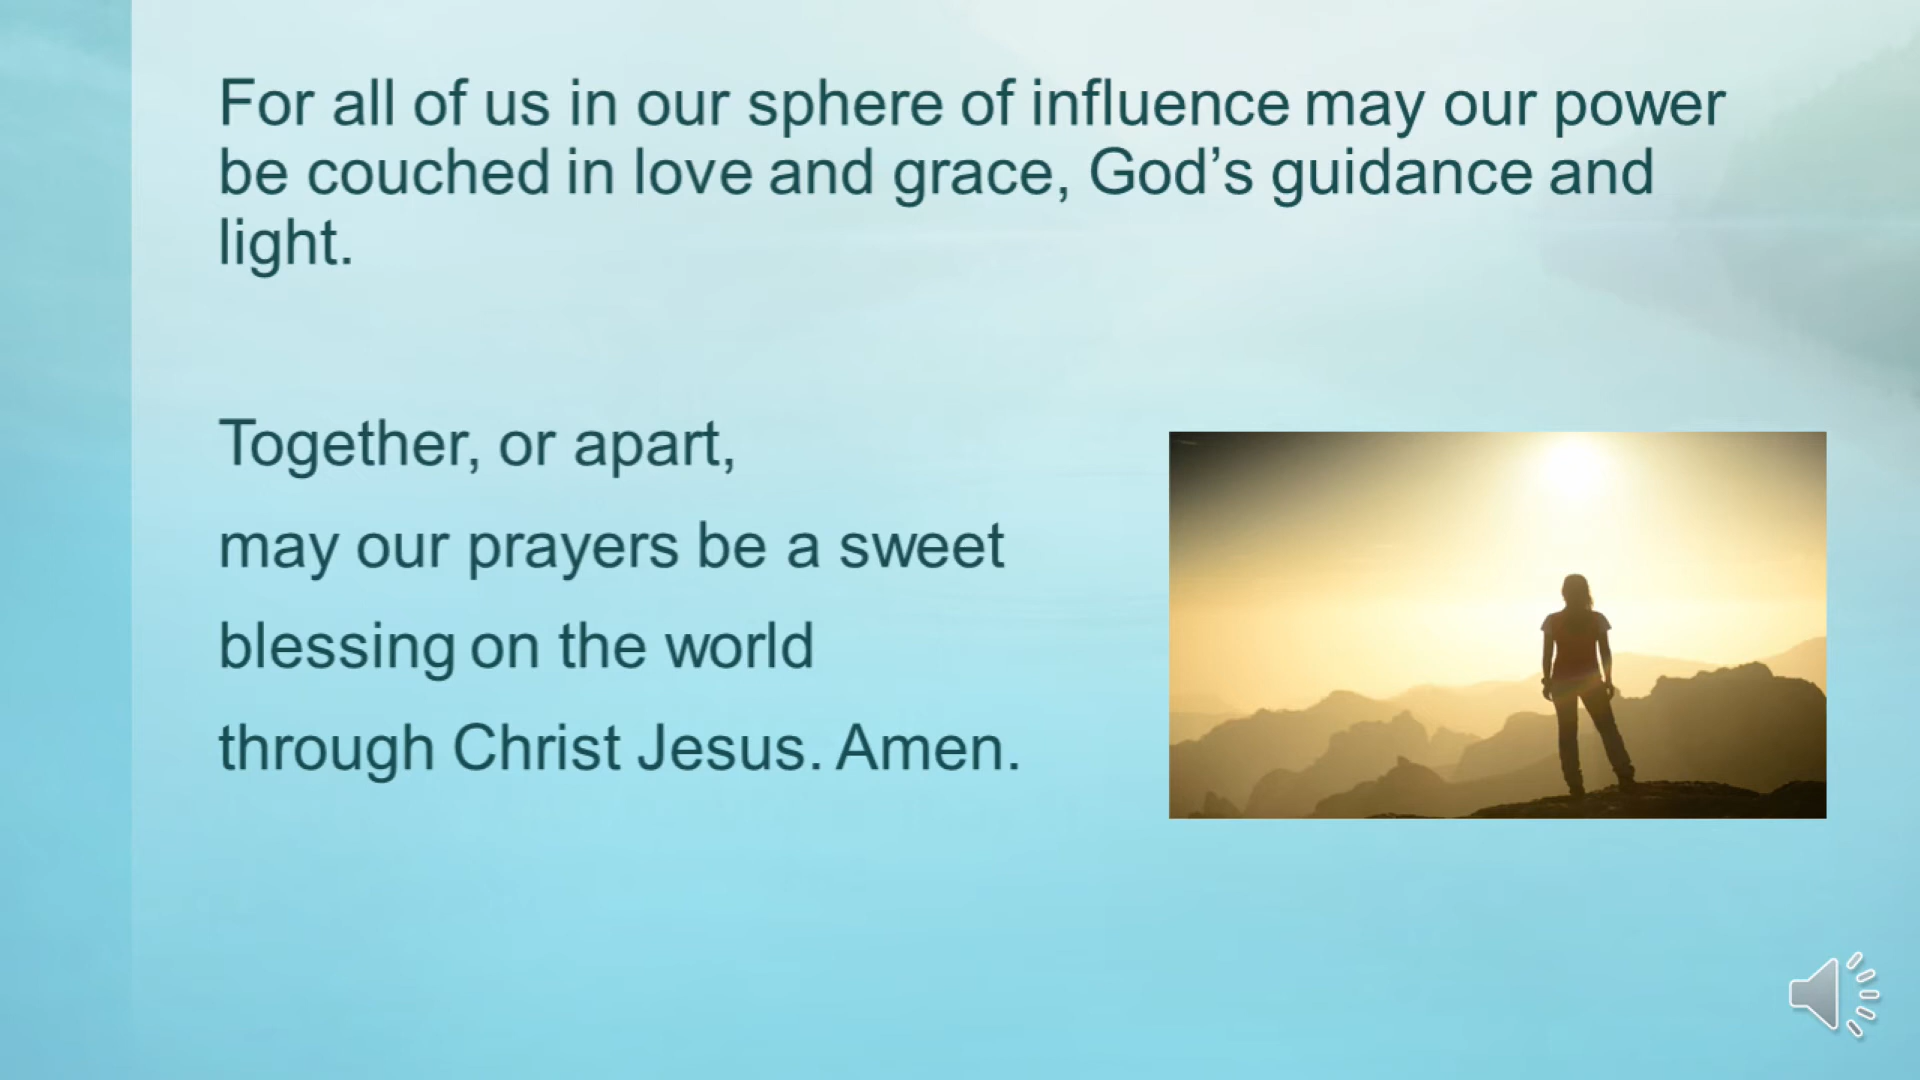 For all of us in our sphere of influence may our power
be couched in love and grace, God’s guidance and
light.
Together, or apart,
may our prayers be a sweet
blessing on the world
through Christ Jesus. Amen.